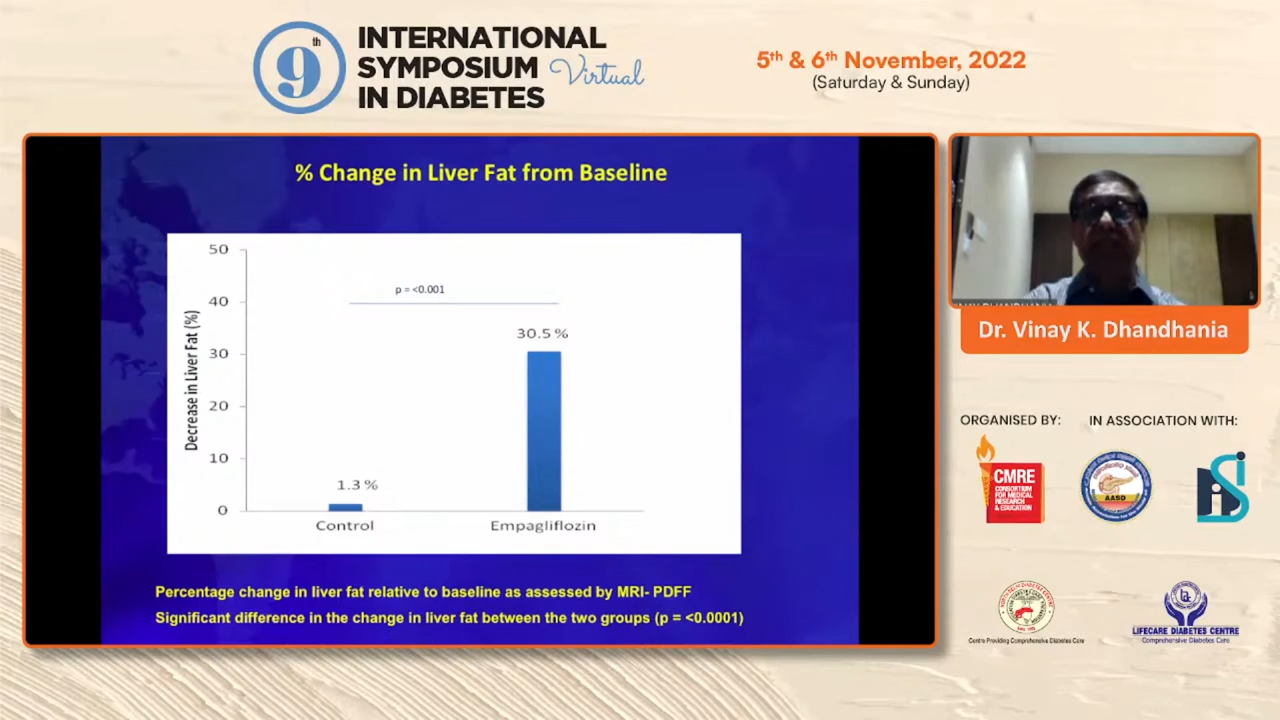 9th
INTERNATIONAL
SYMPOSIUM Virtual
IN DIABETES
5th & 6th November, 2022
(Saturday & Sunday)
% Change in Liver Fat from Baseline
Decrease in Liver Fat (%)
50
40
30
20
10
0
p = <0.001
1.3 %
30.5 %
Control
Empagliflozin
Percentage change in liver fat relative to baseline as assessed by MRI- PDFF
Significant difference in the change in liver fat between the two groups (p = <0.0001)
Dr. Vinay K. Dhandhania
ORGANISED BY:
IN ASSOCIATION WITH:
CMRE
CONSORTIUM
FOR MEDICAL
RESEARCH
& EDUCATION
AASD
Centre Providing Comprehensive Diabetes Care
LIFECARE DIABETES CENTRE
Comprehensive Diabetes Care